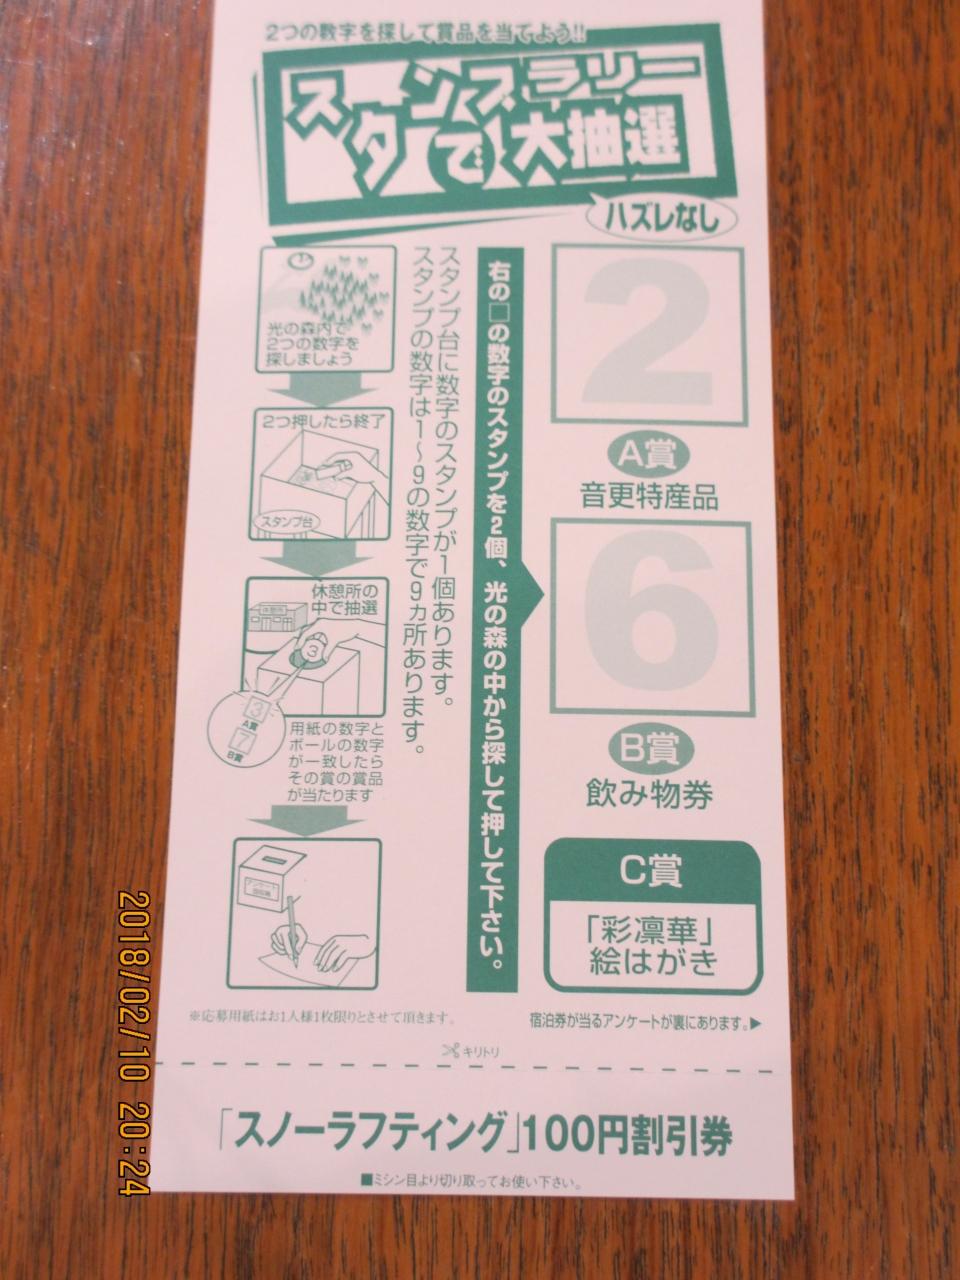 2つの数字を探して賞品を当てよう!!
スタンプラリー
で大抽選
ハズレなし
右の□の数字のスタンプを2個、光の森の中から探して押して下さい。
スタンプ台に数字のスタンプが1個あります。
スタンプの数字は1〜9の数字で9ヵ所あります。
光の森内で
2つの数字を
探しましょう
2つ押したら終了
スタンプ台
休憩所の
中で抽選
休憩所
3
3
A賞
7
B賞
用紙の数字と
ボールの数字
が一致したら
その賞の賞品
が当たります
アンケート
2
A賞
音更特産品
6
B賞
飲み物券
C賞
「彩凛華」
絵はがき
※応募用紙はお1人様1枚限りとさせて頂きます。
宿泊券が当るアンケートが裏にあります。▶
キリトリ
「スノーラフティング」100円割引券
■ミシン目より切り取ってお使い下さい。
2018/02/10 20:24